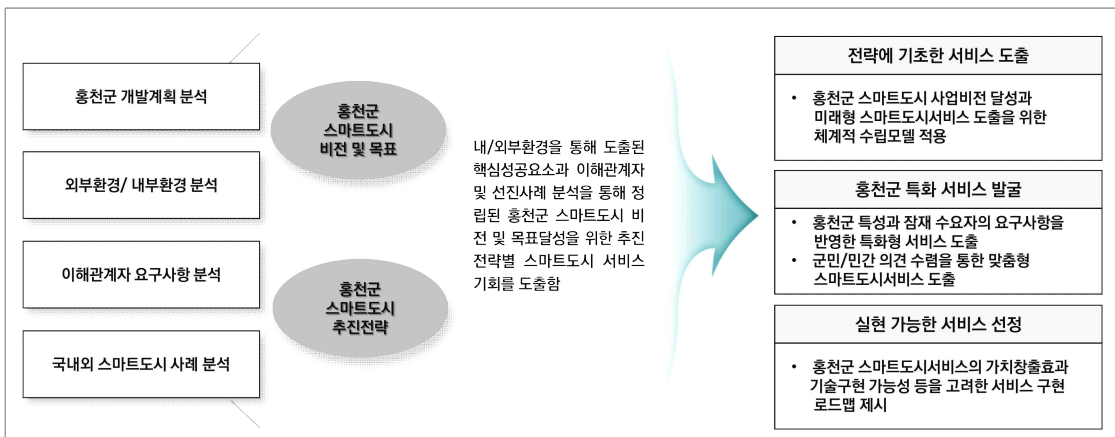 홍천군 개발계획 분석
외부환경/ 내부환경 분석
이해관계자 요구사항 분석
국내외 스마트도시 사례 분석
홍천군
스마트도시
비전 및 목표
홍천군
스마트도시
추진전략
내/외부환경을 통해 도출된
핵심성공요소과 이해관계자
및 선진사례 분석을 통해 정
립된 홍천군 스마트도시 비
전 및 목표달성을 위한 추진
전략별 스마트도시 서비스
기회를 도출함
전략에 기초한 서비스 도출
• 홍천군 스마트도시 사업비전 달성과
미래형 스마트도시서비스 도출을 위한
체계적 수립모델 적용
홍천군 특화 서비스 발굴
• 홍천군 특성과 잠재 수요자의 요구사항을
반영한 특화형 서비스 도출
• 군민/민간 의견 수렴을 통한 맞춤형
스마트도시서비스 도출
실현 가능한 서비스 선정
• 홍천군 스마트도시서비스의 가치창출효과
기술구현 가능성 등을 고려한 서비스 구현
로드맵 제시